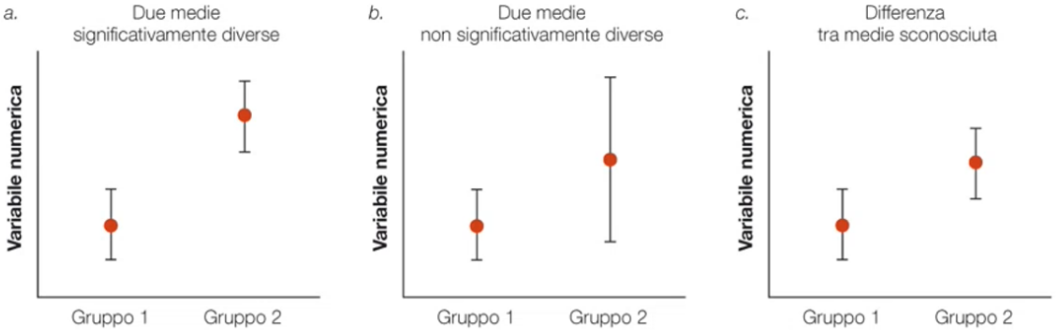 a.
Due medie
significativamente diverse
Variabile numerica
Gruppo 1
Gruppo 2
b.
Due medie
non significativamente diverse
Variabile numerica
Gruppo 1
Gruppo 2
c.
Differenza
tra medie sconosciuta
Variabile numerica
Gruppo 1
Gruppo 2